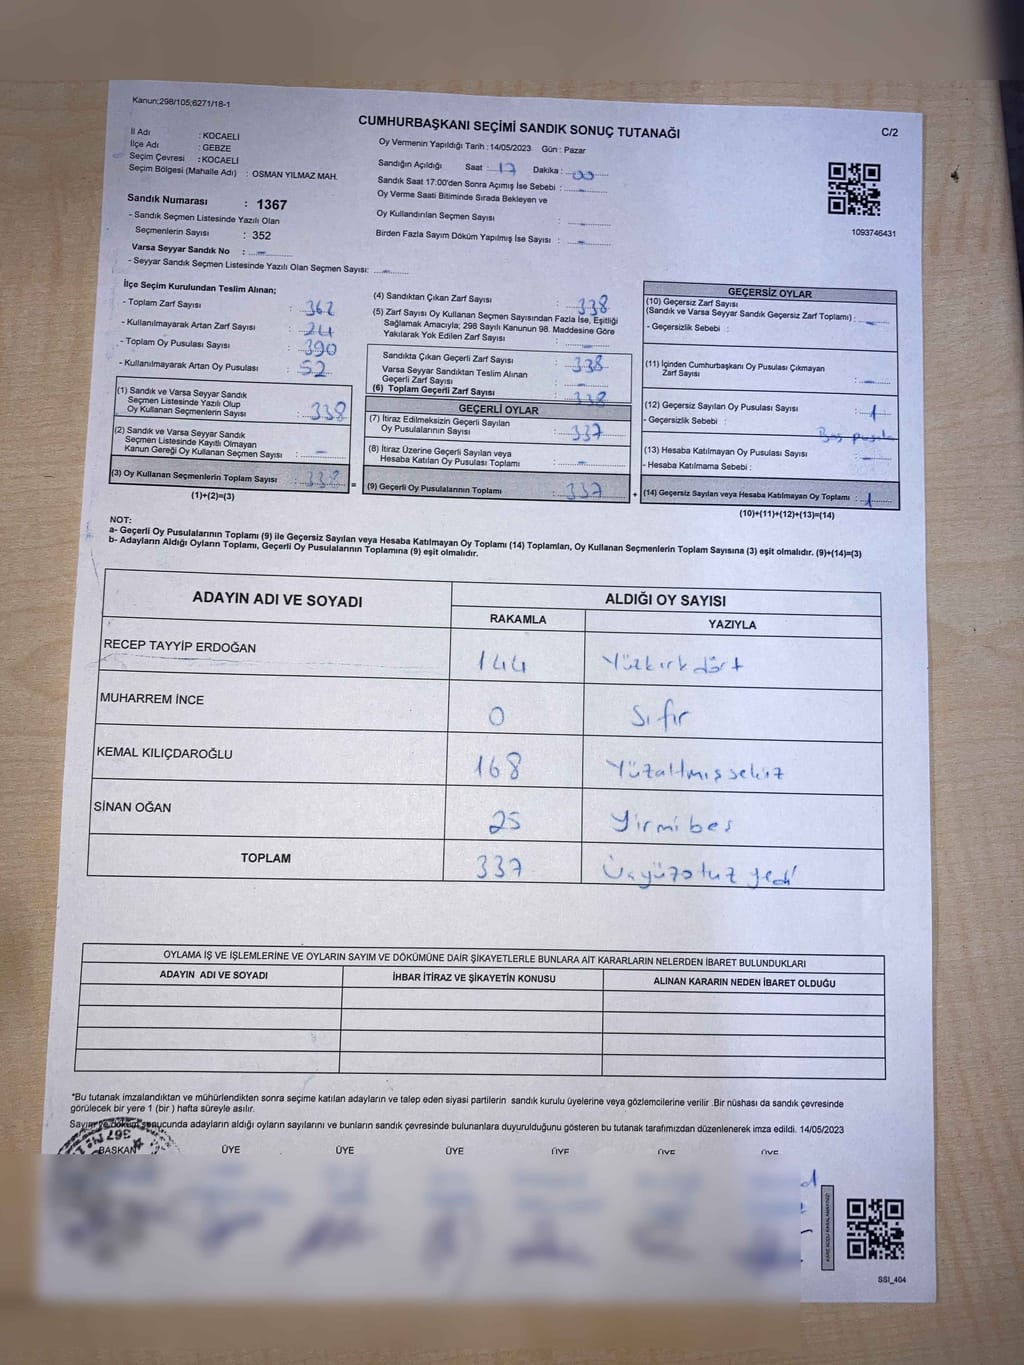 Kanun;298/105;6271/18-1
CUMHURBAŞKANI SEÇİMİ SANDIK SONUÇ TUTANAĞI
C/2
İl Adı : KOCAELİ
İlçe Adı : GEBZE
Seçim Çevresi : KOCAELİ
Seçim Bölgesi (Mahalle Adı) : OSMAN YILMAZ MAH.
Oy Vermenin Yapıldığı Tarih : 14/05/2023 Gün : Pazar
Sandığın Açıldığı Saat : 17 Dakika : 00
Sandık Saat 17:00'den Sonra Açımış İse Sebebi : -
Oy Verme Saati Bitiminde Sırada Bekleyen ve
Oy Kullandırılan Seçmen Sayısı : -
Birden Fazla Sayım Döküm Yapılmış İse Sayısı : -
1093746431
Sandık Numarası : 1367
- Sandık Seçmen Listesinde Yazılı Olan
Seçmenlerin Sayısı : 352
Varsa Seyyar Sandık No : -
- Seyyar Sandık Seçmen Listesinde Yazılı Olan Seçmen Sayısı: -
İlçe Seçim Kurulundan Teslim Alınan;
- Toplam Zarf Sayısı : 362
- Kullanılmayarak Artan Zarf Sayısı : 24
- Toplam Oy Pusulası Sayısı : 390
- Kullanılmayarak Artan Oy Pusulası : 52
(1) Sandık ve Varsa Seyyar Sandık
Seçmen Listesinde Yazılı Olup
Oy Kullanan Seçmenlerin Sayısı : 338
(2) Sandık ve Varsa Seyyar Sandık
Seçmen Listesinde Kayıtlı Olmayan
Kanun Gereği Oy Kullanan Seçmen Sayısı : -
(3) Oy Kullanan Seçmenlerin Toplam Sayısı : 338
(1)+(2)=(3)
(4) Sandıktan Çıkan Zarf Sayısı : 338
(5) Zarf Sayısı Oy Kullanan Seçmen Sayısından Fazla İse, Eşitliği
Sağlamak Amacıyla; 298 Sayılı Kanunun 98. Maddesine Göre
Yakılarak Yok Edilen Zarf Sayısı : -
Sandıkta Çıkan Geçerli Zarf Sayısı : 338
Varsa Seyyar Sandıktan Teslim Alınan
Geçerli Zarf Sayısı : -
(6) Toplam Geçerli Zarf Sayısı : 338
GEÇERLİ OYLAR
(7) İtiraz Edilmeksizin Geçerli Sayılan
Oy Pusulalarının Sayısı : 337
(8) İtiraz Üzerine Geçerli Sayılan veya
Hesaba Katılan Oy Pusulası Toplamı : -
= (9) Geçerli Oy Pusulalarının Toplamı : 337 +
GEÇERSİZ OYLAR
(10) Geçersiz Zarf Sayısı
(Sandık ve Varsa Seyyar Sandık Geçersiz Zarf Toplamı) : -
- Geçersizlik Sebebi :
(11) İçinden Cumhurbaşkanı Oy Pusulası Çıkmayan
Zarf Sayısı : -
(12) Geçersiz Sayılan Oy Pusulası Sayısı : 1
- Geçersizlik Sebebi : Boş pusula
(13) Hesaba Katılmayan Oy Pusulası Sayısı : -
- Hesaba Katılmama Sebebi :
(14) Geçersiz Sayılan veya Hesaba Katılmayan Oy Toplamı : 1
(10)+(11)+(12)+(13)=(14)
NOT:
a- Geçerli Oy Pusulalarının Toplamı (9) ile Geçersiz Sayılan veya Hesaba Katılmayan Oy Toplamı (14) Toplamları, Oy Kullanan Seçmenlerin Toplam Sayısına (3) eşit olmalıdır. (9)+(14)=(3)
b- Adayların Aldığı Oyların Toplamı, Geçerli Oy Pusulalarının Toplamına (9) eşit olmalıdır.
ADAYIN ADI VE SOYADI ALDIĞI OY SAYISI
RAKAMLA YAZIYLA
RECEP TAYYİP ERDOĞAN 144 Yüzkırkdört
MUHARREM İNCE 0 Sıfır
KEMAL KILIÇDAROĞLU 168 Yüzaltmışsekiz
SİNAN OĞAN 25 Yirmibeş
TOPLAM 337 Üçyüzotuz yedi
OYLAMA İŞ VE İŞLEMLERİNE VE OYLARIN SAYIM VE DÖKÜMÜNE DAİR ŞİKAYETLERLE BUNLARA AİT KARARLARIN NELERDEN İBARET BULUNDUKLARI
ADAYIN ADI VE SOYADI İHBAR İTİRAZ VE ŞİKAYETİN KONUSU ALINAN KARARIN NEDEN İBARET OLDUĞU
*Bu tutanak imzalandıktan ve mühürlendikten sonra seçime katılan adayların ve talep eden siyasi partilerin sandık kurulu üyelerine veya gözlemcilerine verilir .Bir nüshası da sandık çevresinde
görülecek bir yere 1 (bir ) hafta süreyle asılır.
Sayım ve döküm sonucunda adayların aldığı oyların sayılarını ve bunların sandık çevresinde bulunanlara duyurulduğunu gösteren bu tutanak tarafımızdan düzenlenerek imza edildi. 14/05/2023
BAŞKAN ÜYE ÜYE ÜYE ÜYE ÜYE ÜYE
SSI_404